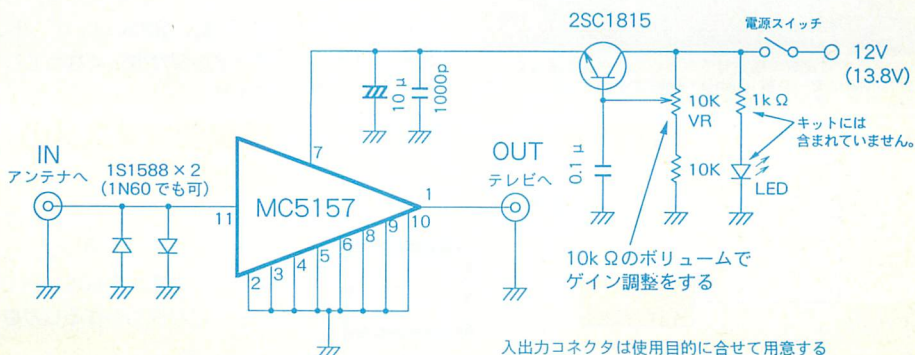 2SC1815
電源スイッチ
12V
(13.8V)
10μ
1000p
0.1μ
10K
VR
1kΩ
キットには
含まれていません。
10K
LED
IN
アンテナへ
1S1588×2
(1N60でも可)
7
11
MC5157
1
10
9
8
6
5
4
3
2
OUT
テレビへ
10kΩのボリュームで
ゲイン調整をする
入出力コネクタは使用目的に合せて用意する